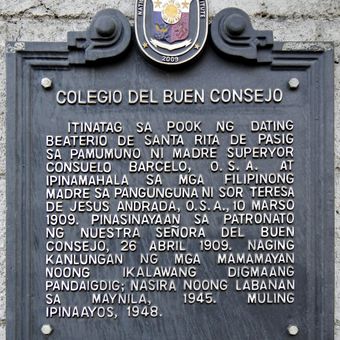 2009
COLEGIO DEL BUEN CONSEJO
ITINATAG SA POOK NG DATING
BEATERIO DE SANTA RITA DE PASIG
SA PAMUMUNO NI MADRE SUPERYOR
CONSUELO BARCELO, O.S.A. AT
IPINAMAHALA SA MGA FILIPINONG
MADRE SA PANGUNGUNA NI SOR TERESA
DE JESUS ANDRADA, O.S.A., 10 MARSO
1909. PINASINAYAAN SA PATRONATO
NG NUESTRA SEÑORA DEL BUEN
CONSEJO, 26 ABRIL 1909. NAGING
KANLUNGAN NG MGA MAMAMAYAN
NOONG IKALAWANG DIGMAANG
PANDAIGDIG; NASIRA NOONG LABANAN
SA MAYNILA, 1945. MULING
IPINAAYOS, 1948.